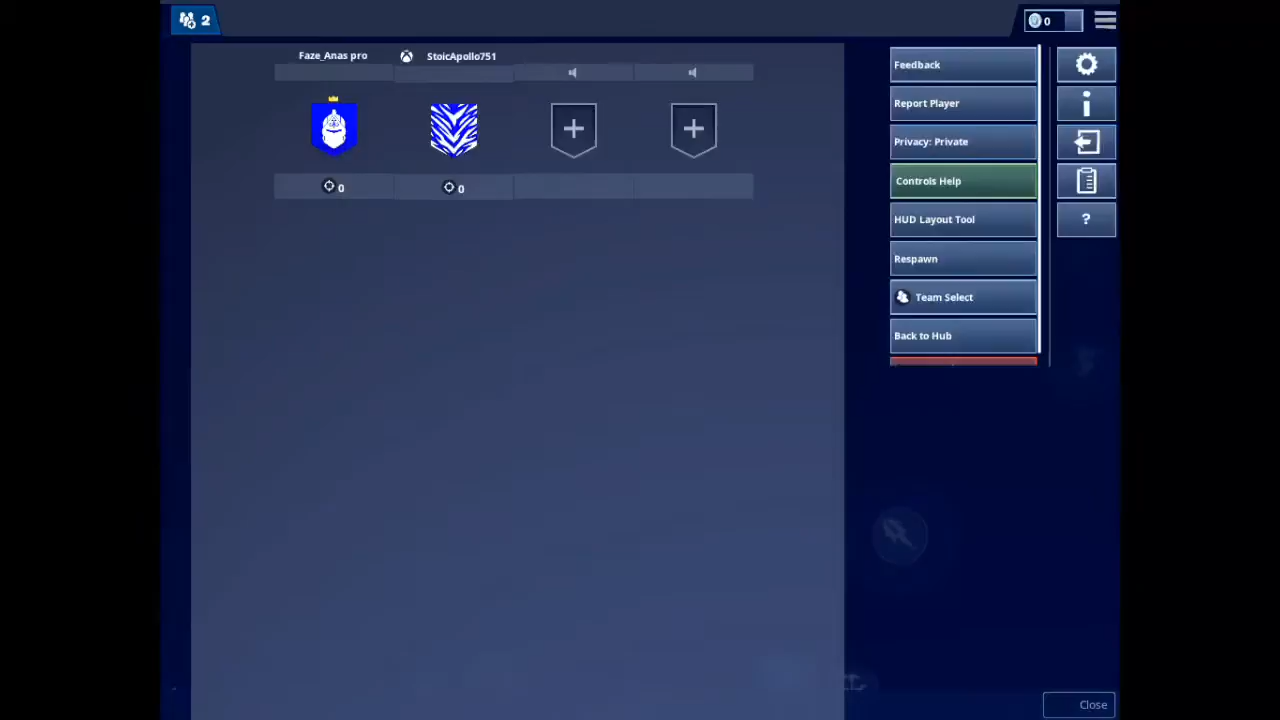 2
0
Faze_Anas pro
StoicApollo751
0
0
Feedback
Report Player
Privacy: Private
Controls Help
HUD Layout Tool
Respawn
Team Select
Back to Hub
?
Close